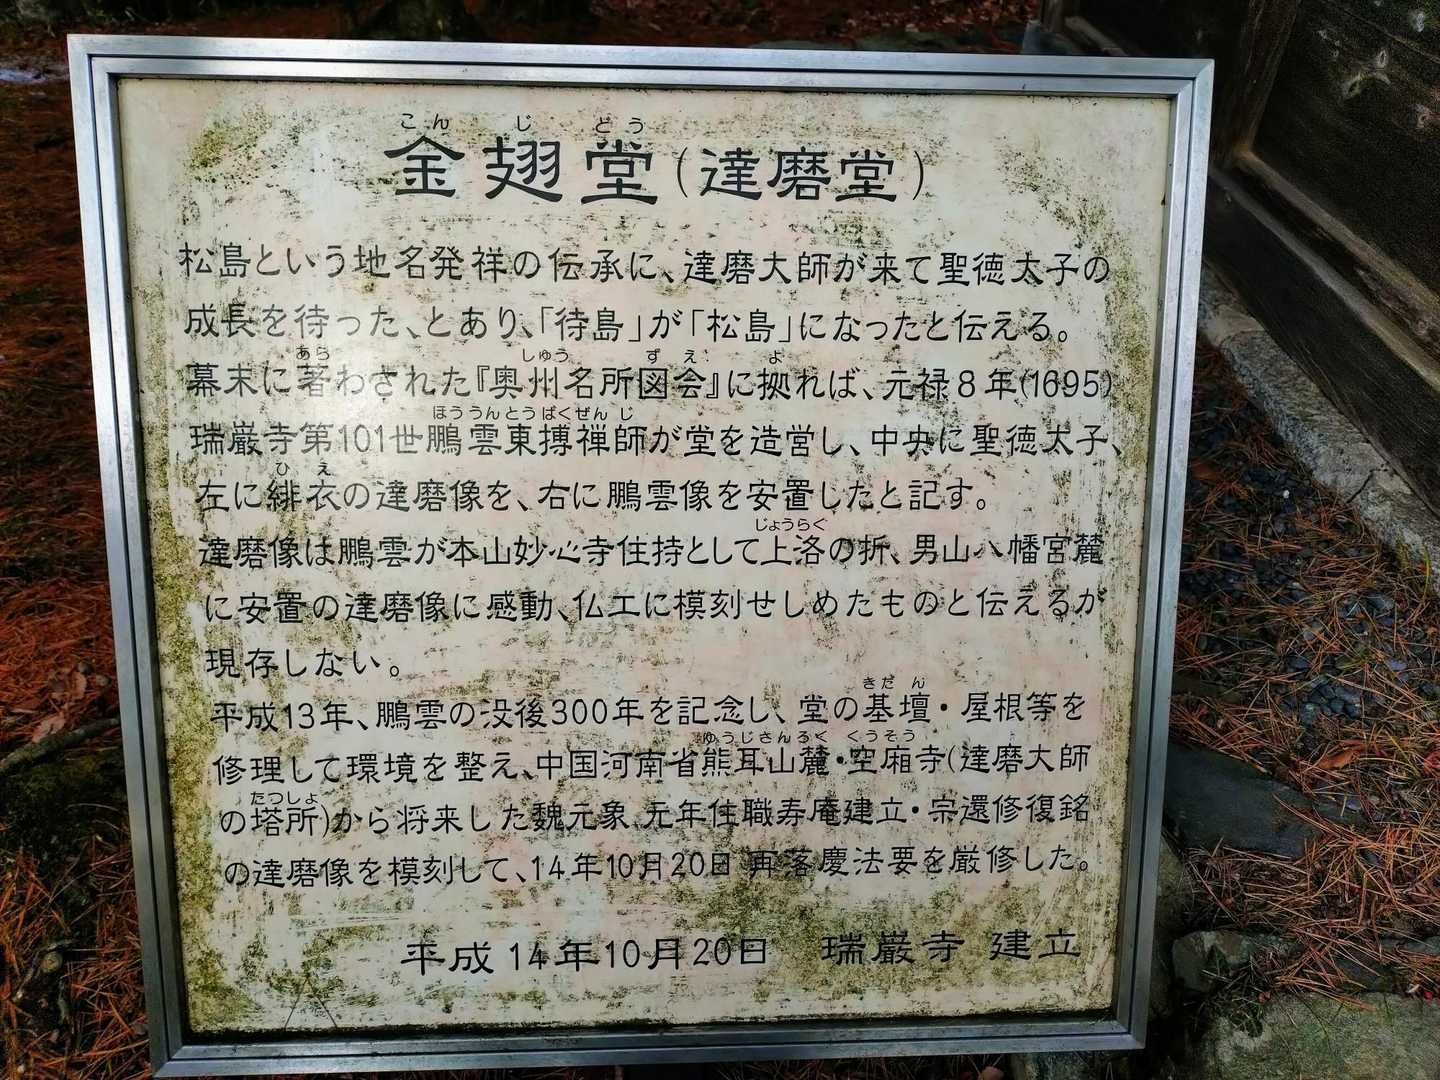 こんじどう
金翅堂(達磨堂)
松島という地名発祥の伝承に、達磨大師が来て聖徳太子の
成長を待った、とあり、「待島」が「松島」になったと伝える。
あら しゅう ずえ よ
幕末に著わされた『奥州名所図会』に拠れば、元禄8年(1695)
ほううんとうばくぜんじ
瑞巌寺第101世鵬雲東搏禅師が堂を造営し、中央に聖徳太子、
ひえ
左に緋衣の達磨像を、右に鵬雲像を安置したと記す。
じょうらく
達磨像は鵬雲が本山妙心寺住持として上洛の折、男山八幡宮麓
に安置の達磨像に感動、仏工に模刻せしめたものと伝えるが
現存しない。
きだん
平成13年、鵬雲の没後300年を記念し、堂の基壇・屋根等を
ゆうじさんろく くうそう
修理して環境を整え、中国河南省熊耳山麓・空廂寺(達磨大師
たつしょ
の塔所)から将来した魏元象 元年住職寿庵建立・宗還修復銘
の達磨像を模刻して、14年10月20日 再落慶法要を厳修した。
平成14年10月20日 瑞巌寺 建立